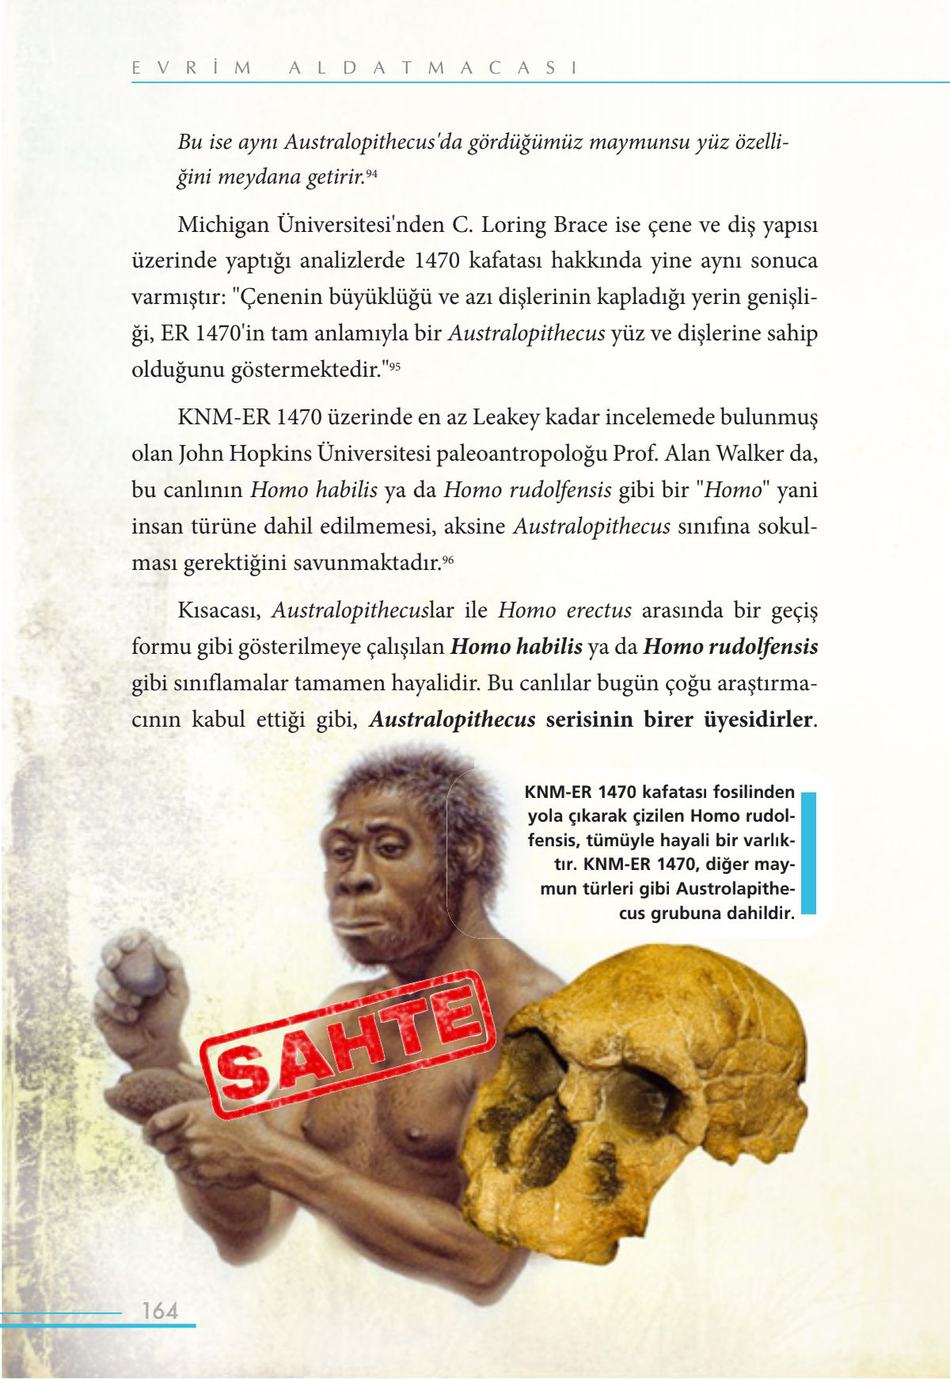 EVRİM ALDATMACASI
Bu ise aynı Australopithecus'da gördüğümüz maymunsu yüz özelli-
ğini meydana getirir.94
Michigan Üniversitesi'nden C. Loring Brace ise çene ve diş yapısı
üzerinde yaptığı analizlerde 1470 kafatası hakkında yine aynı sonuca
varmıştır: "Çenenin büyüklüğü ve azı dişlerinin kapladığı yerin genişli-
ği, ER 1470'in tam anlamıyla bir Australopithecus yüz ve dişlerine sahip
olduğunu göstermektedir."95
KNM-ER 1470 üzerinde en az Leakey kadar incelemede bulunmuş
olan John Hopkins Üniversitesi paleoantropoloğu Prof. Alan Walker da,
bu canlının Homo habilis ya da Homo rudolfensis gibi bir "Homo" yani
insan türüne dahil edilmemesi, aksine Australopithecus sınıfına sokul-
ması gerektiğini savunmaktadır.96
Kısacası, Australopithecuslar ile Homo erectus arasında bir geçiş
formu gibi gösterilmeye çalışılan Homo habilis ya da Homo rudolfensis
gibi sınıflamalar tamamen hayalidir. Bu canlılar bugün çoğu araştırma-
cının kabul ettiği gibi, Australopithecus serisinin birer üyesidirler.
KNM-ER 1470 kafatası fosilinden
yola çıkarak çizilen Homo rudol-
fensis, tümüyle hayali bir varlık-
tır. KNM-ER 1470, diğer may-
mun türleri gibi Austrolapithe-
cus grubuna dahildir.
SAHTE
164